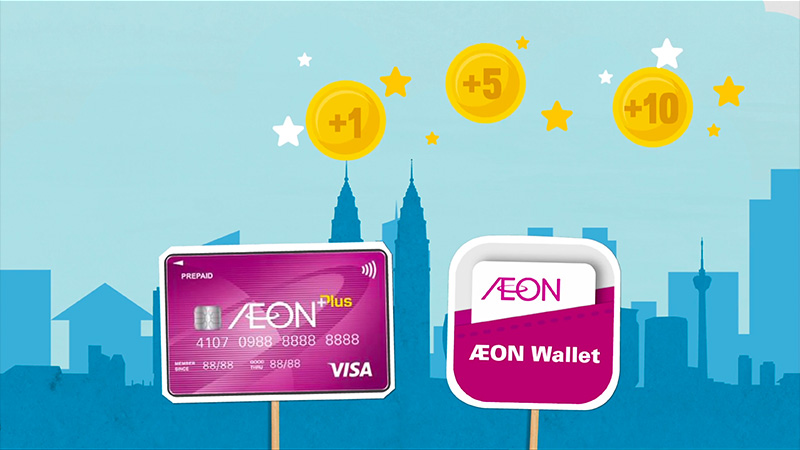 +1
+5
+10
PREPAID
ÆON +Plus
4107 0988 8888 8888
MEMBER SINCE 88/88 GOOD THRU 88/88
VISA
ÆON
ÆON Wallet